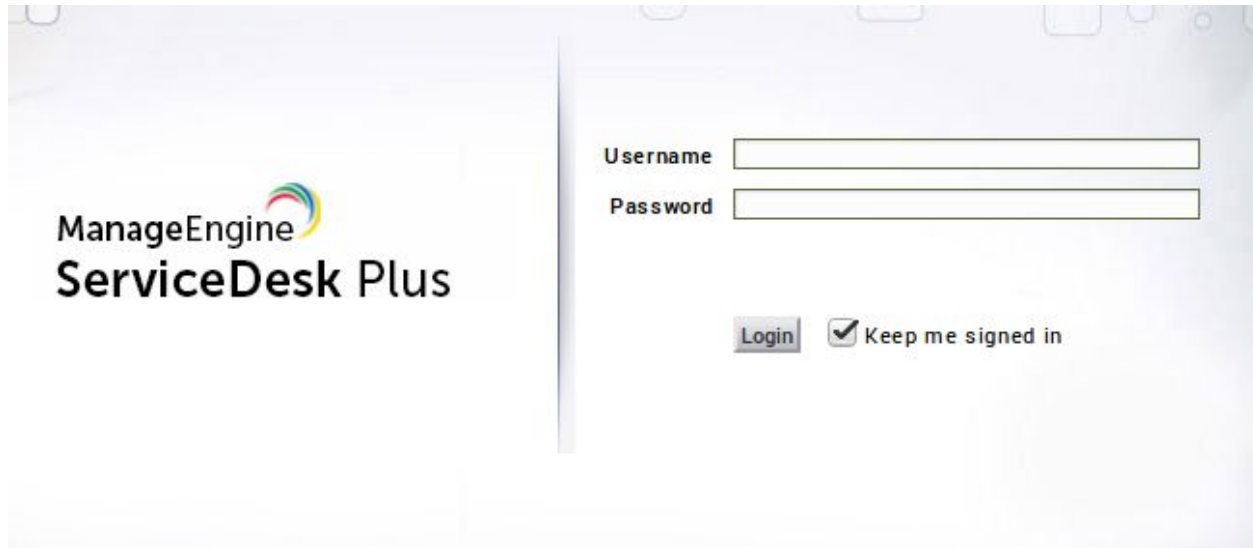 ManageEngine
ServiceDesk Plus
Username
Password
Login
Keep me signed in